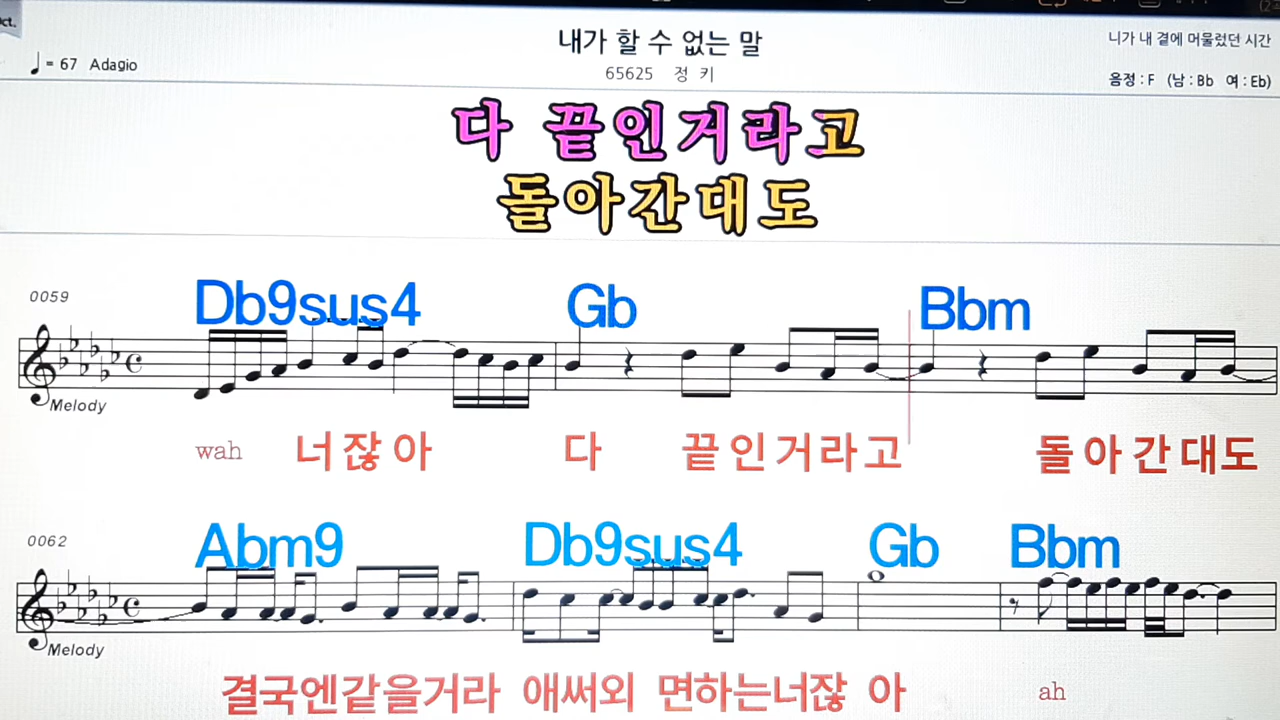 내가 할 수 없는 말
니가 내 곁에 머물렀던 시간
♩ = 67 Adagio
65625 정 키
음정 : F (남 : Bb 여 : Eb)
다 끝인거라고
돌아간대도
0059
Db9sus4 Gb Bbm
Melody
wah 너잖아 다 끝인거라고 돌아간대도
0062
Abm9 Db9sus4 Gb Bbm
Melody
결국엔같을거라 애써외 면하는너잖 아 ah